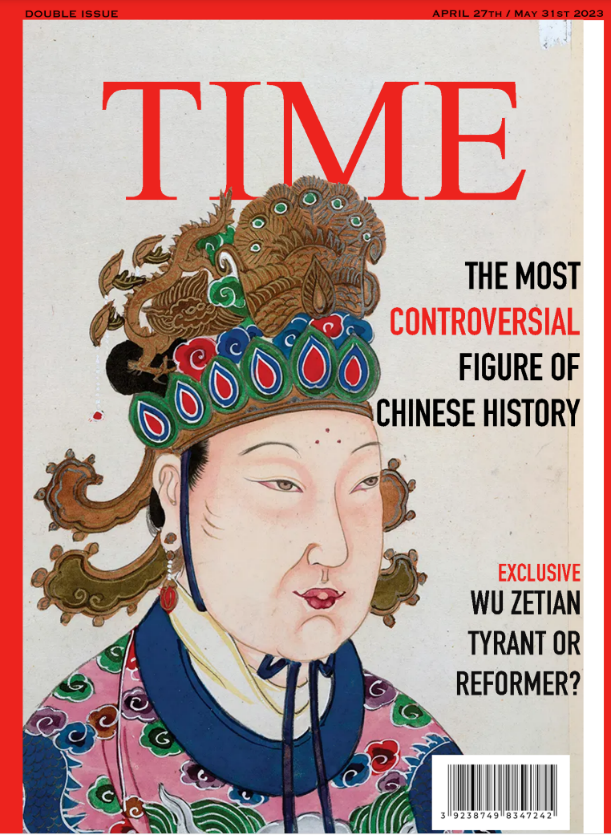 DOUBLE ISSUE
APRIL 27TH / MAY 31ST 2023
TIME
THE MOST
CONTROVERSIAL
FIGURE OF
CHINESE HISTORY
EXCLUSIVE
WU ZETIAN
TYRANT OR
REFORMER?
3 9238749 8347242